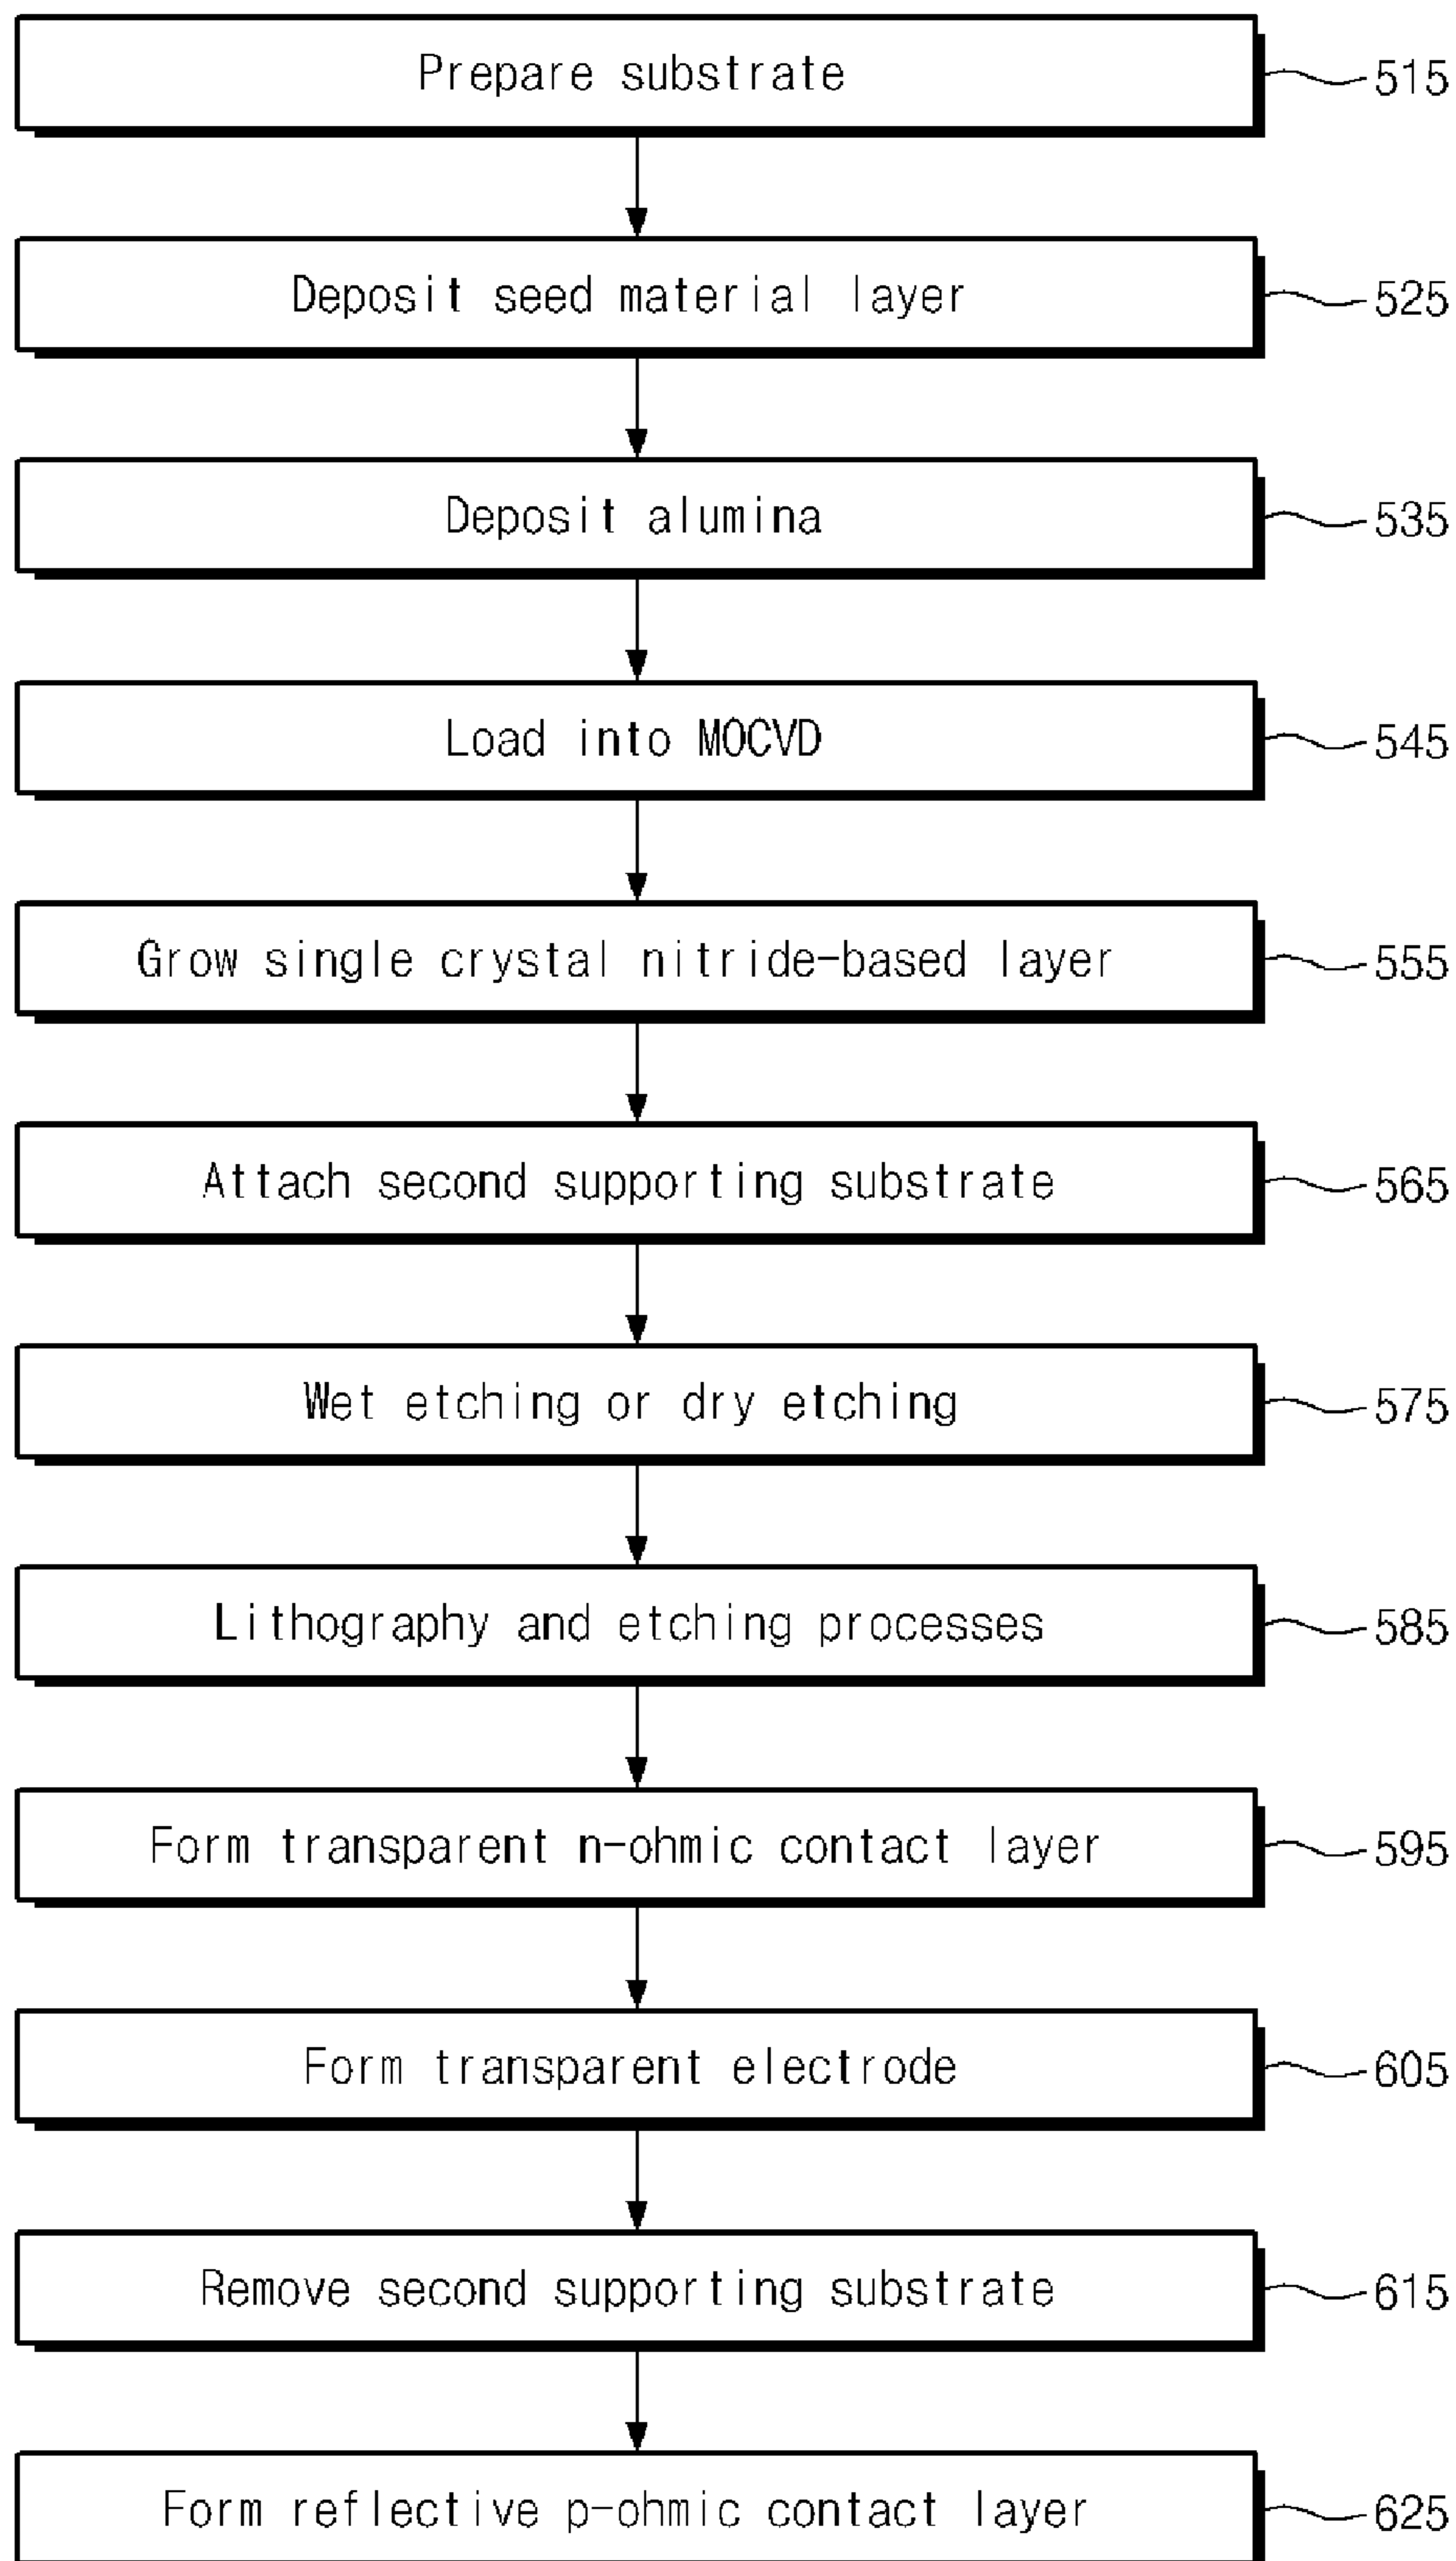 Prepare substrate 515
Deposit seed material layer 525
Deposit alumina 535
Load into MOCVD 545
Grow single crystal nitride-based layer 555
Attach second supporting substrate 565
Wet etching or dry etching 575
Lithography and etching processes 585
Form transparent n-ohmic contact layer 595
Form transparent electrode 605
Remove second supporting substrate 615
Form reflective p-ohmic contact layer 625